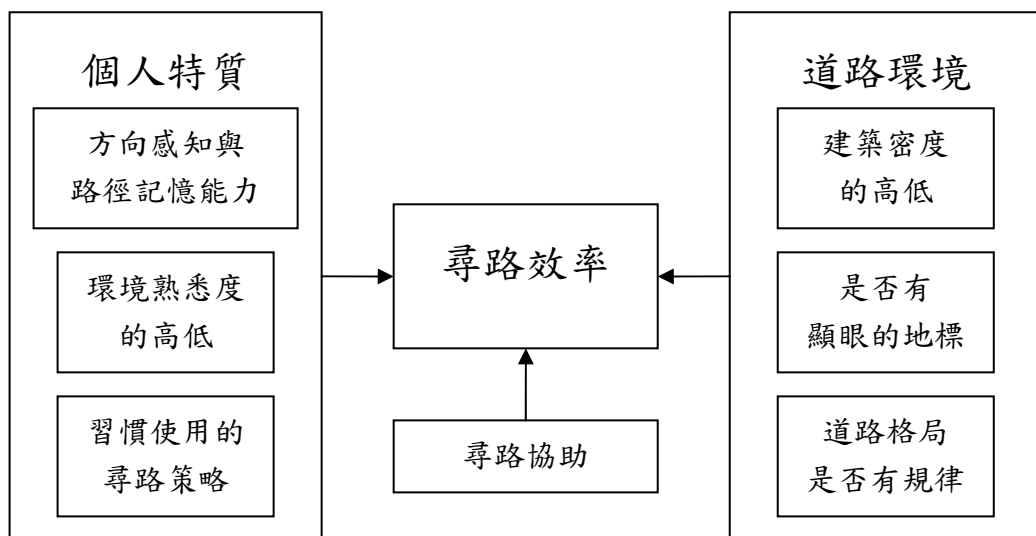 個人特質
方向感知與
路徑記憶能力
環境熟悉度
的高低
習慣使用的
尋路策略
尋路效率
尋路協助
道路環境
建築密度
的高低
是否有
顯眼的地標
道路格局
是否有規律